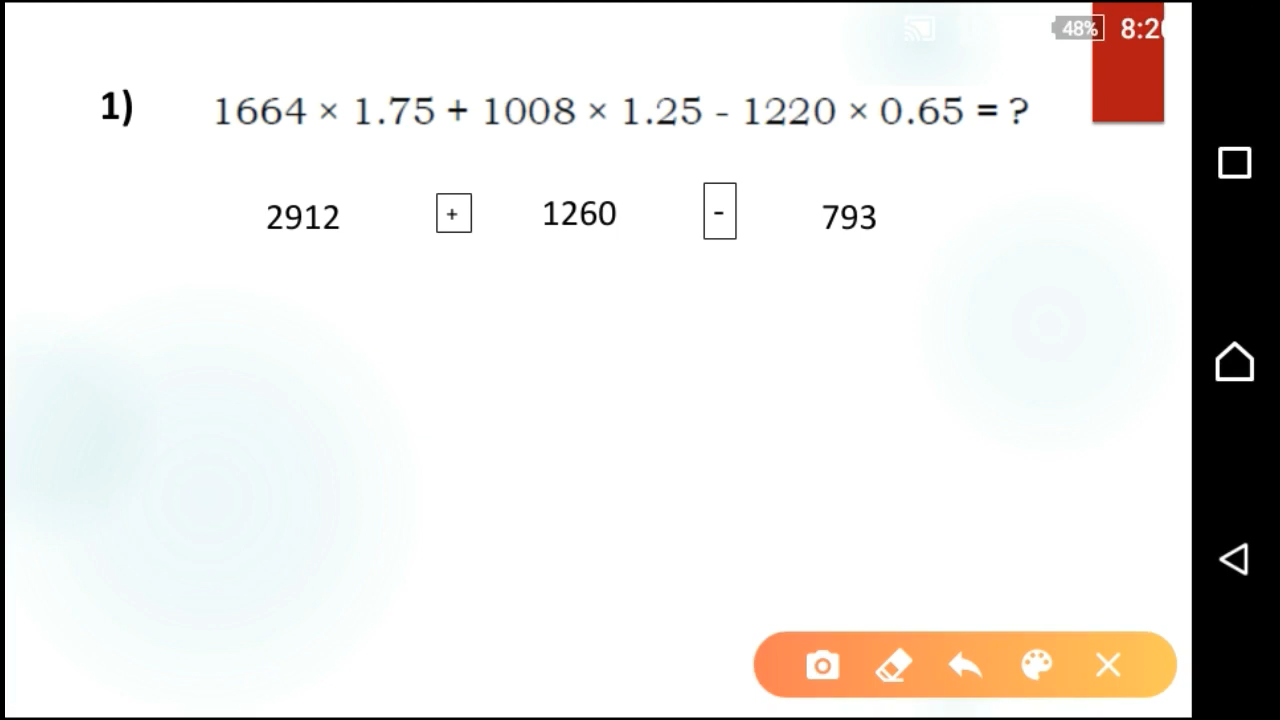 48% 8:2
1) 1664 × 1.75 + 1008 × 1.25 - 1220 × 0.65 = ?
2912 + 1260 - 793